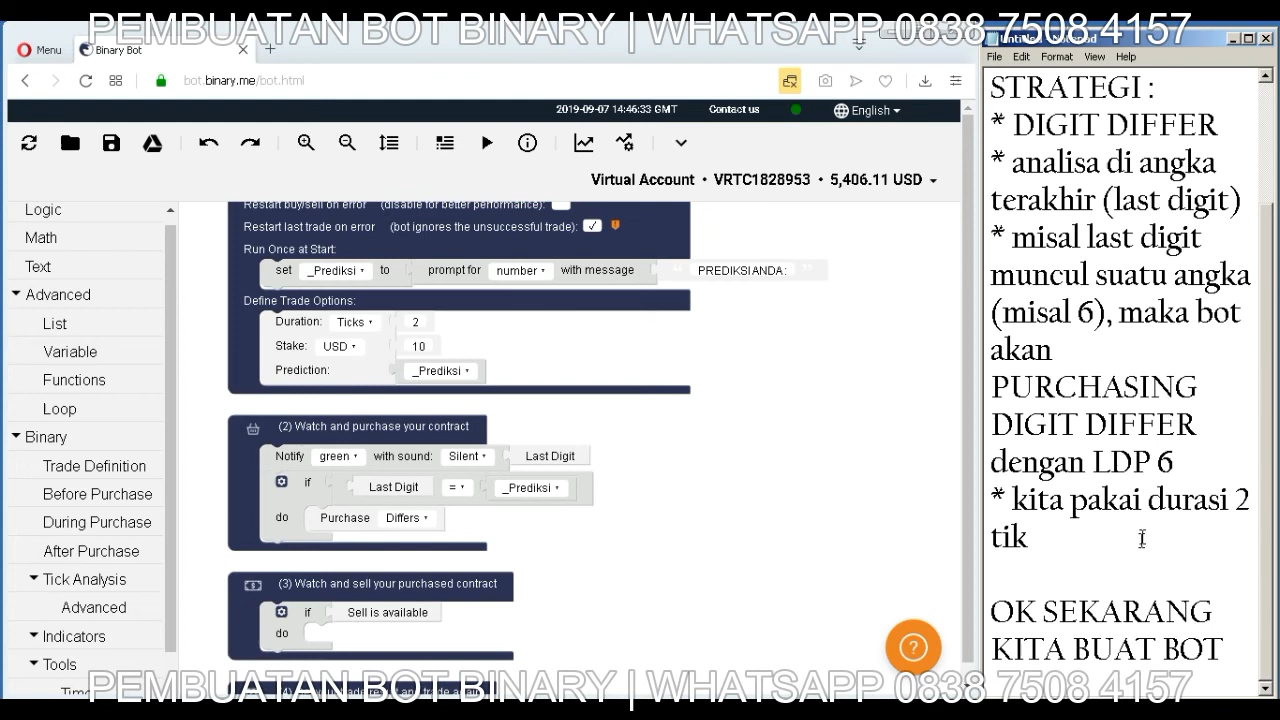 PEMBUATAN BOT BINARY | WHATSAPP 0838 7508 4157
Menu
Binary Bot
bot.binary.me/bot.html
2019-09-07 14:46:33 GMT
Contact us
English
Virtual Account • VRTC1828953 • 5,406.11 USD
Logic
Math
Text
Advanced
List
Variable
Functions
Loop
Binary
Trade Definition
Before Purchase
During Purchase
After Purchase
Tick Analysis
Advanced
Indicators
Tools
Restart buy/sell on error (disable for better performance):
Restart last trade on error (bot ignores the unsuccessful trade):
Run Once at Start:
set _Prediksi to prompt for number with message “ PREDIKSI ANDA: ”
Define Trade Options:
Duration: Ticks 2
Stake: USD 10
Prediction: _Prediksi
(2) Watch and purchase your contract
Notify green with sound: Silent Last Digit
if Last Digit = _Prediksi
do Purchase Differs
(3) Watch and sell your purchased contract
if Sell is available
do
?
File Edit Format View Help
STRATEGI :
* DIGIT DIFFER
* analisa di angka
terakhir (last digit)
* misal last digit
muncul suatu angka
(misal 6), maka bot
akan
PURCHASING
DIGIT DIFFER
dengan LDP 6
* kita pakai durasi 2
tik
OK SEKARANG
KITA BUAT BOT
PEMBUATAN BOT BINARY | WHATSAPP 0838 7508 4157